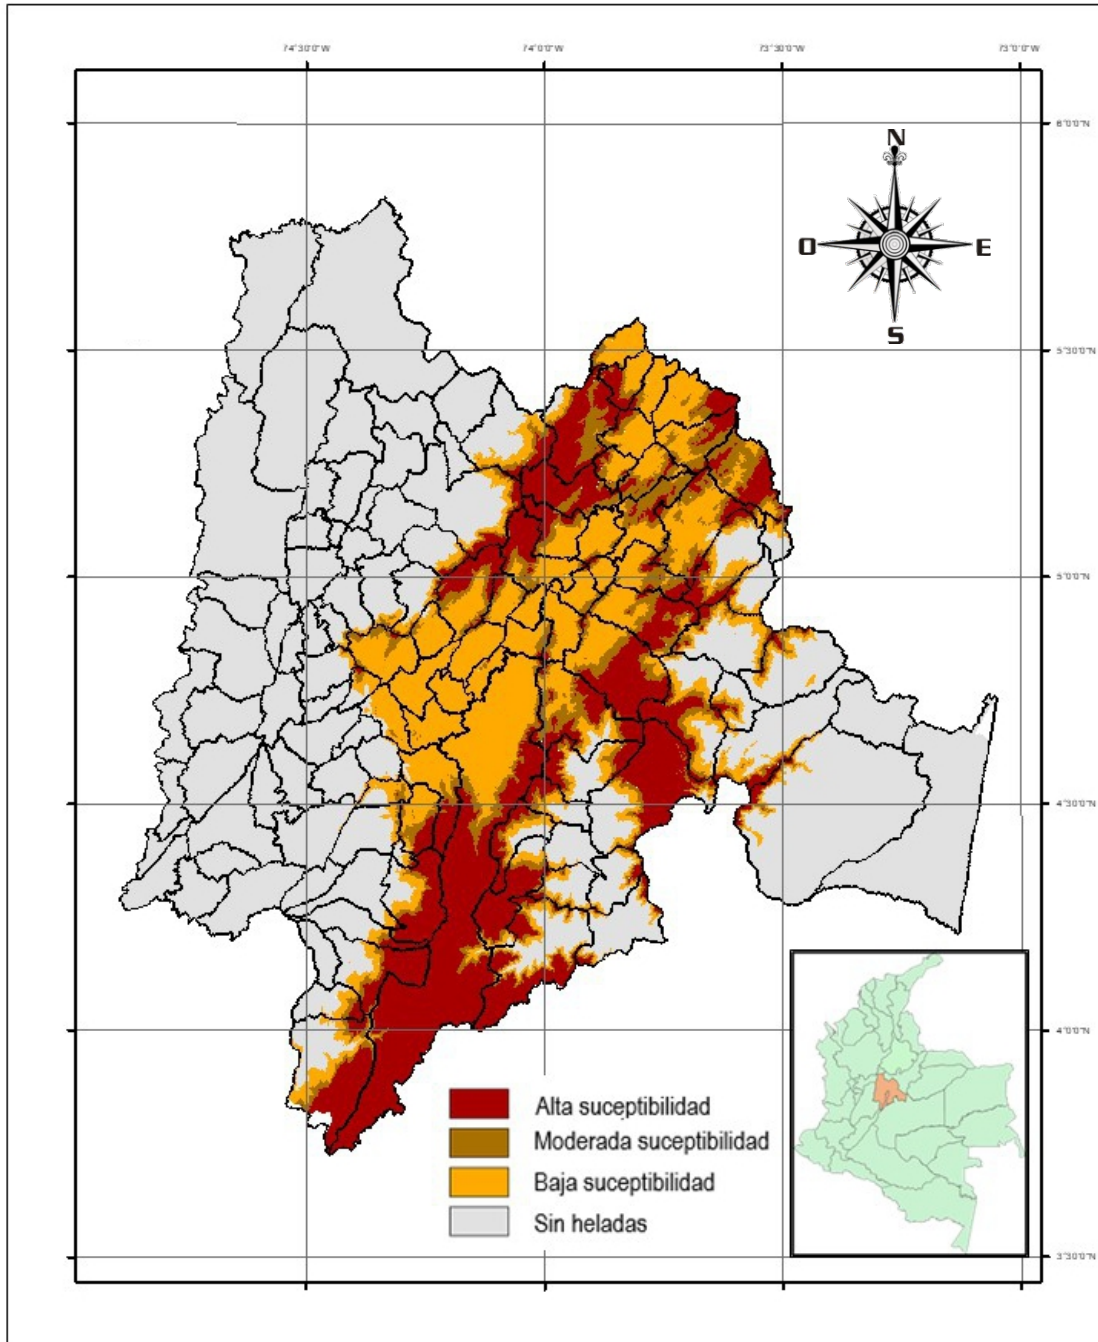 74°30'0"W 74°0'0"W 73°30'0"W 73°0'0"W
6°0'0"N
N
O E
S
5°30'0"N
5°0'0"N
4°30'0"N
4°0'0"N
Alta suceptibilidad
Moderada suceptibilidad
Baja suceptibilidad
Sin heladas
3°30'0"N